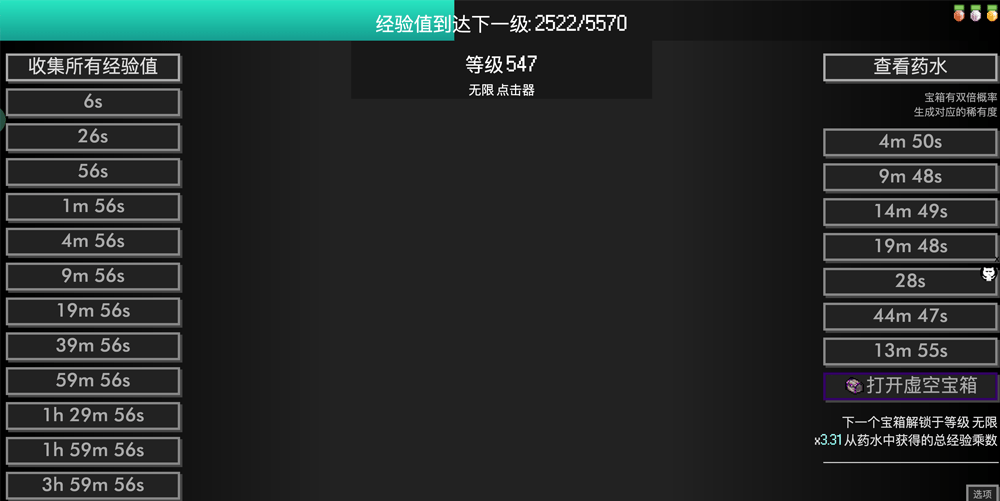 经验值到达下一级: 2522/5570
等级 547
无限 点击器
收集所有经验值
6s
26s
56s
1m 56s
4m 56s
9m 56s
19m 56s
39m 56s
59m 56s
1h 29m 56s
1h 59m 56s
3h 59m 56s
查看药水
宝箱有双倍概率
生成对应的稀有度
4m 50s
9m 48s
14m 49s
19m 48s
28s
44m 47s
13m 55s
打开虚空宝箱
下一个宝箱解锁于等级 无限
x3.31 从药水中获得的总经验乘数
选项